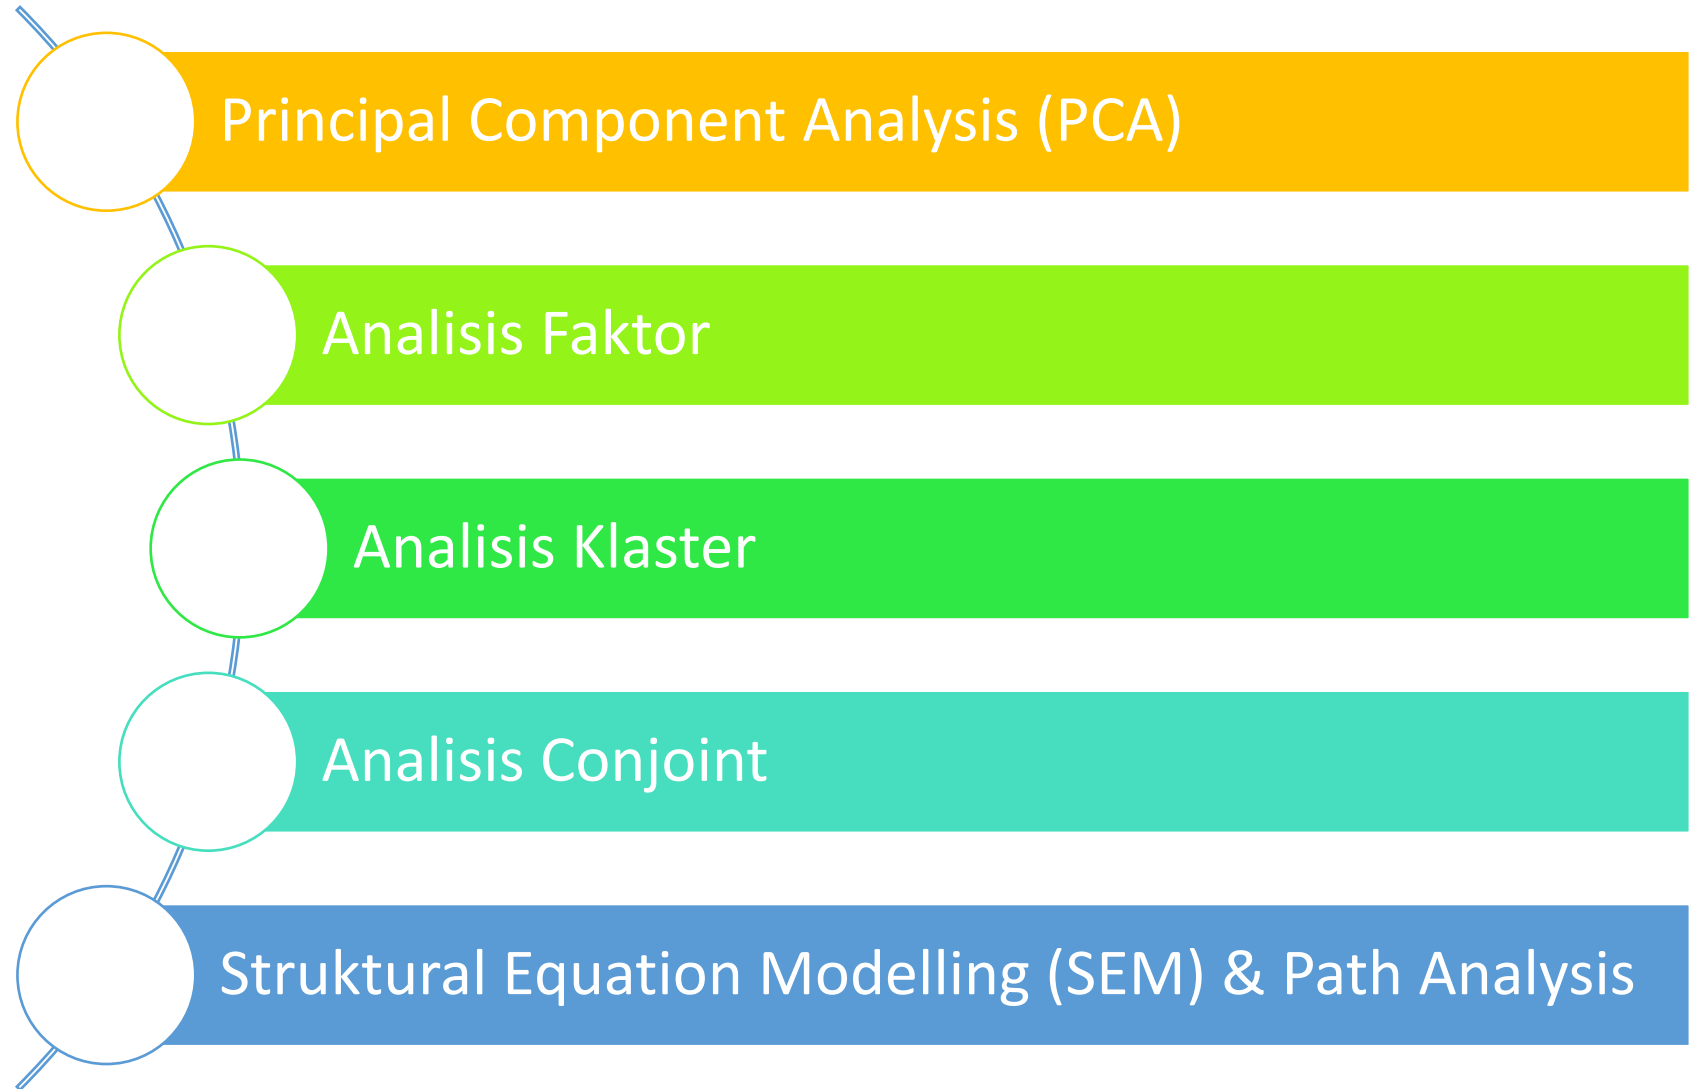 Principal Component Analysis (PCA)
Analisis Faktor
Analisis Klaster
Analisis Conjoint
Struktural Equation Modelling (SEM) & Path Analysis